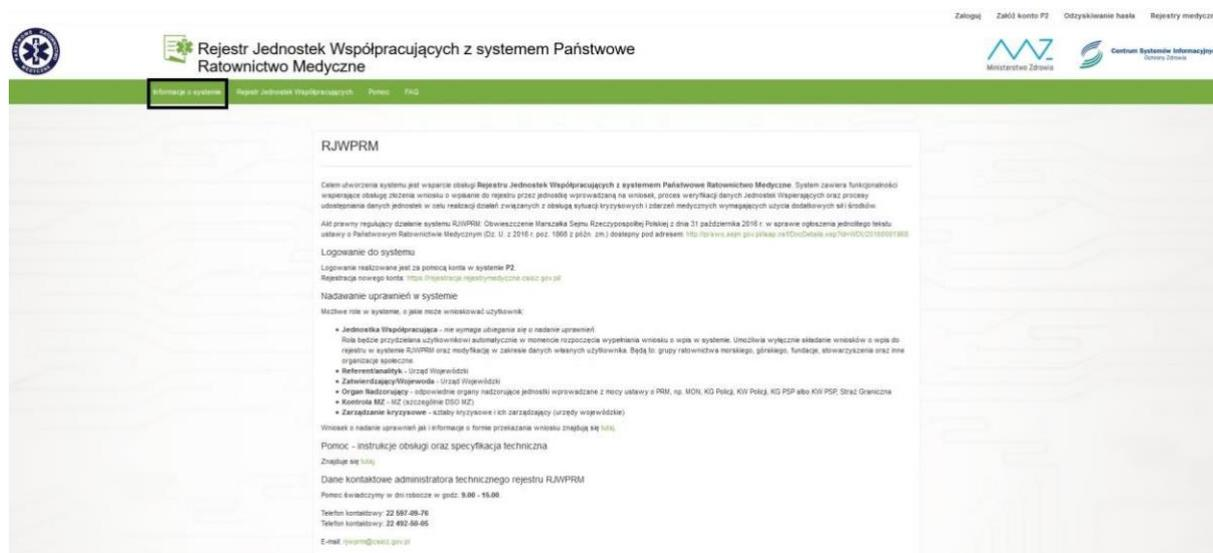 Zaloguj Załóż konto P2 Odzyskiwanie hasła Rejestry medyczn
Rejestr Jednostek Współpracujących z systemem Państwowe
Ratownictwo Medyczne
Ministerstwo Zdrowia
Centrum Systemów Informacyjny
Ochrony Zdrowia
Informacje o systemie Rejestr Jednostek Współpracujących Pomoc FAQ
RJWPRM
Celem utworzenia systemu jest wsparcie obsługi Rejestru Jednostek Współpracujących z systemem Państwowe Ratownictwo Medyczne. System zawiera funkcjonalności
wspierające obsługę złożenia wniosku o wpisanie do rejestru przez jednostkę wprowadzaną na wniosek, proces weryfikacji danych Jednostek Współpracujących oraz procesy
udostępniania danych jednostek w celu realizacji działań związanych z obsługą sytuacji kryzysowych i zdarzeń medycznych wymagających użycia dodatkowych sił i środków.
Akt prawny regulujący działanie systemu RJWPRM: Obwieszczenie Marszałka Sejmu Rzeczypospolitej Polskiej z dnia 31 października 2016 r. w sprawie ogłoszenia jednolitego tekstu
ustawy o Państwowym Ratownictwie Medycznym (Dz. U. z 2016 r. poz. 1868 z późn. zm.) dostępny pod adresem:
Logowanie do systemu
Logowanie realizowane jest za pomocą konta w systemie P2.
Rejestracja nowego konta: https://rejestracja.rejestrymedyczne.csioz.gov.pl/
Nadawanie uprawnień w systemie
Możliwe role w systemie, o jakie może wnioskować użytkownik:
Jednostka Współpracująca - nie wymaga ubiegania się o nadanie uprawnień.
Rola będzie przydzielana użytkownikowi automatycznie w momencie rozpoczęcia wypełniania wniosku o wpis w systemie. Umożliwia wyłącznie składanie wniosków o wpis do
rejestru w systemie RJWPRM oraz modyfikację w zakresie danych własnych użytkownika. Będą to: grupy ratownictwa morskiego, górskiego, fundacje, stowarzyszenia oraz inne
organizacje społeczne.
Referent/analityk - Urząd Wojewódzki
Zatwierdzający/Wojewoda - Urząd Wojewódzki
Organ Nadzorujący - odpowiednie organy nadzorujące jednostki wprowadzane z mocy ustawy o PRM, np. MON, KG Policji, KW Policji, KG PSP albo KW PSP, Straż Graniczna
Kontrola MZ - MZ (szczególnie DSO MZ)
Zarządzanie kryzysowe - sztaby kryzysowe i ich zarządzający (urzędy wojewódzkie)
Wniosek o nadanie uprawnień jak i informacje o formie przekazania wniosku znajdują się tutaj.
Pomoc - instrukcje obsługi oraz specyfikacja techniczna
Znajduje się tutaj.
Dane kontaktowe administratora technicznego rejestru RJWPRM
Pomoc świadczymy w dni robocze w godz. 9.00 - 15.00.
Telefon kontaktowy: 22 597-09-76
Telefon kontaktowy: 22 492-50-05
E-mail: rjwprm@csioz.gov.pl